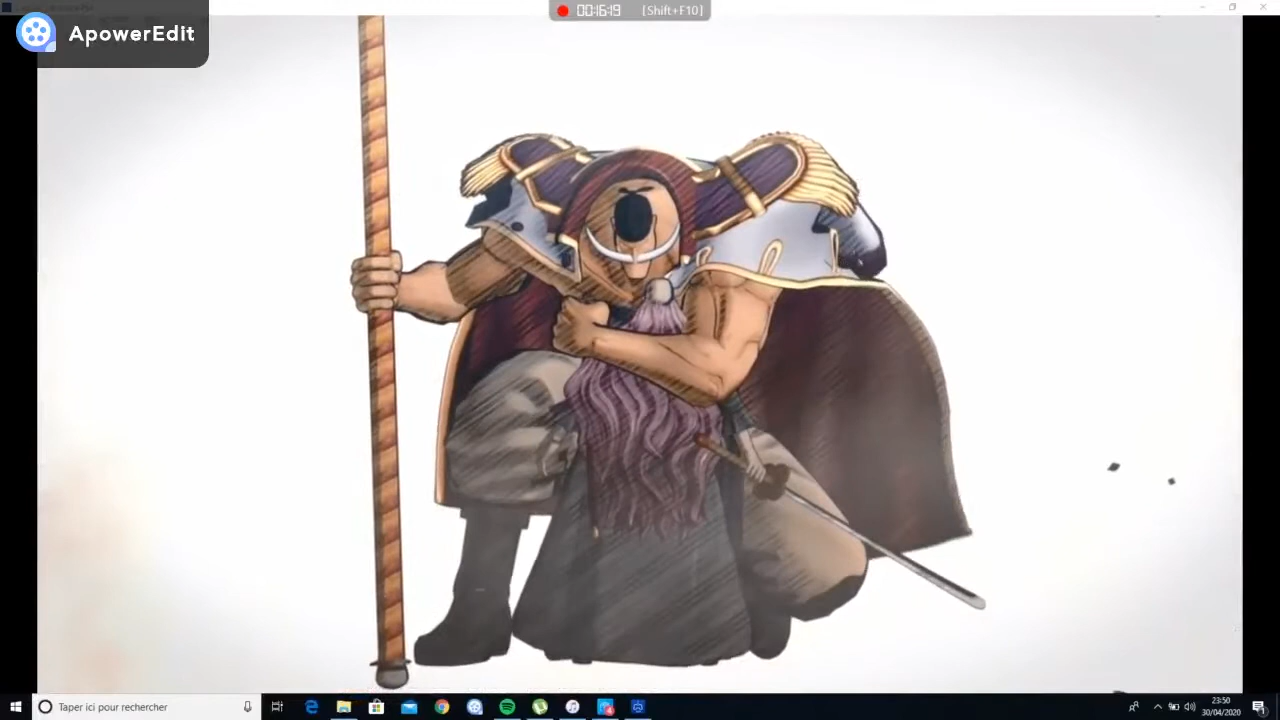 ApowerEdit
00:16:19 [Shift+F10]
Taper ici pour rechercher
23:50
30/04/2020